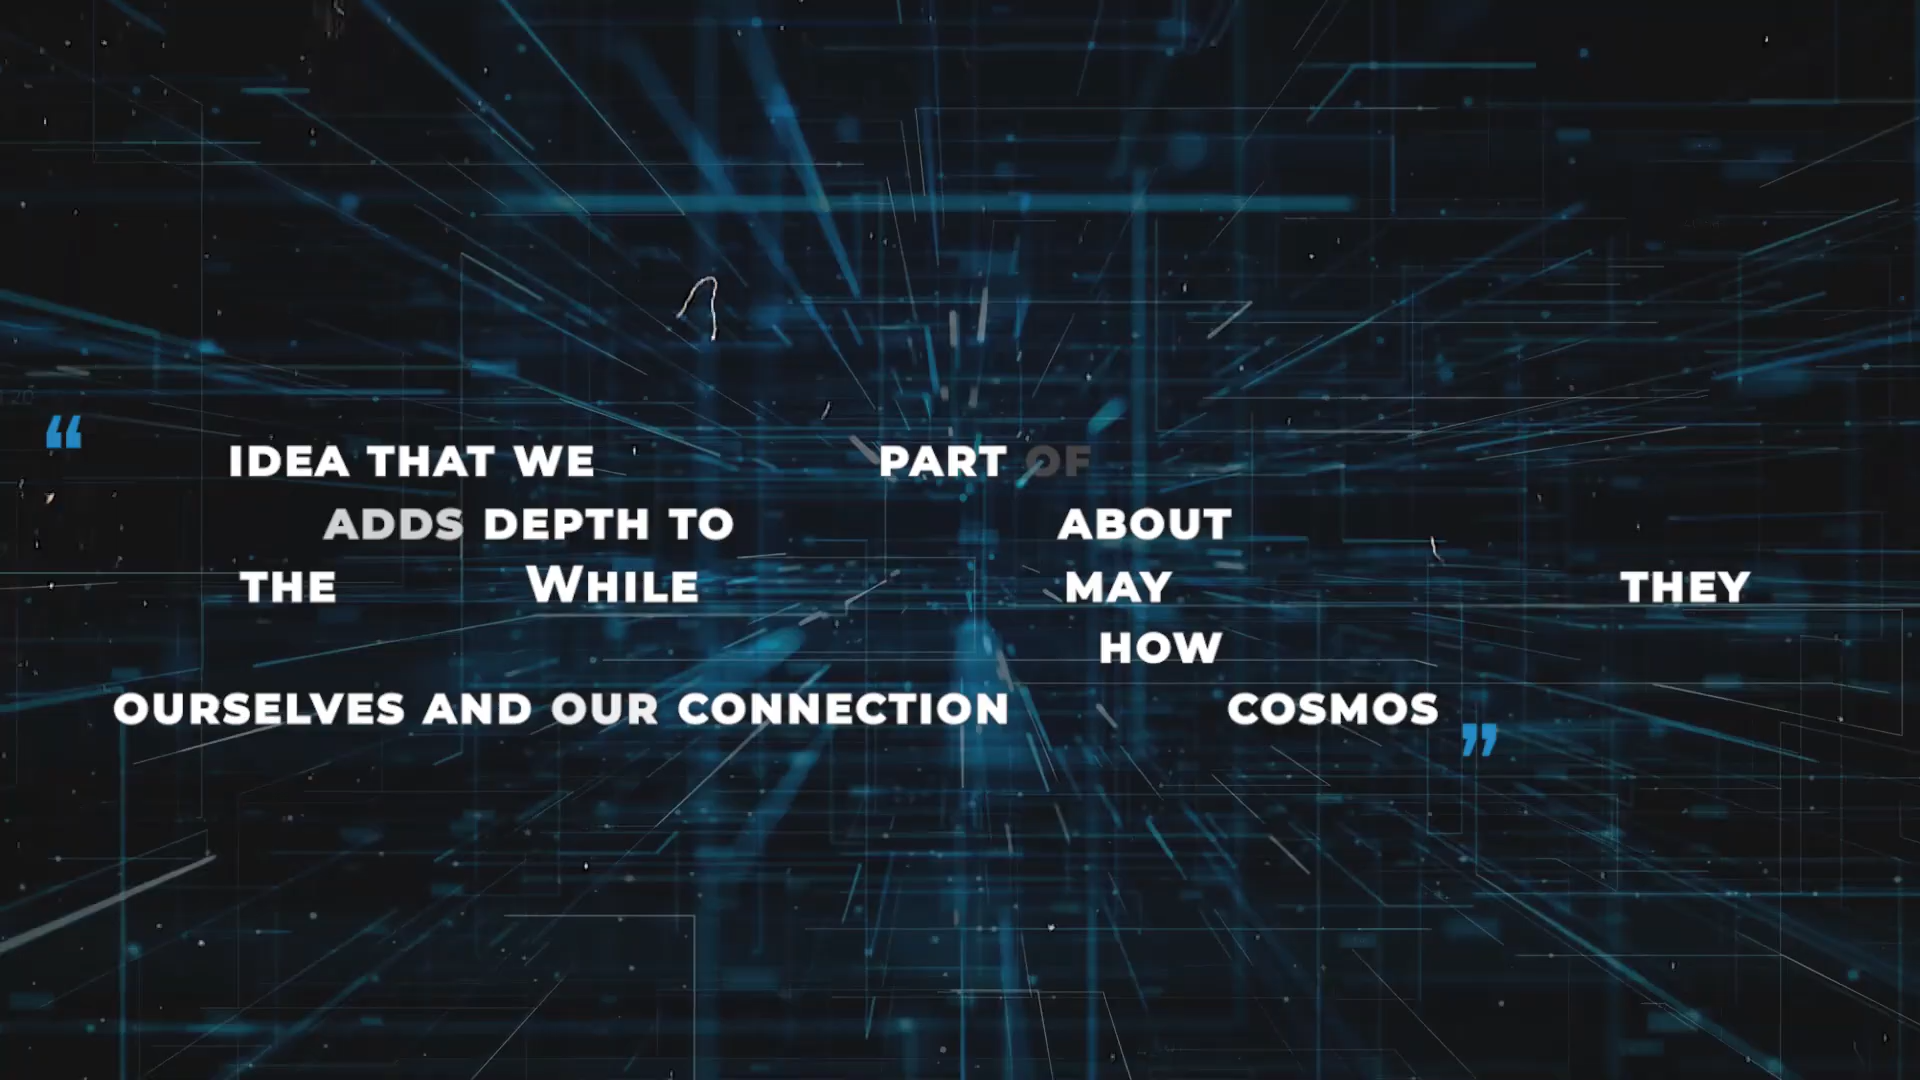 “ IDEA THAT WE PART OF
ADDS DEPTH TO ABOUT
THE WHILE MAY THEY
HOW
OURSELVES AND OUR CONNECTION COSMOS ”